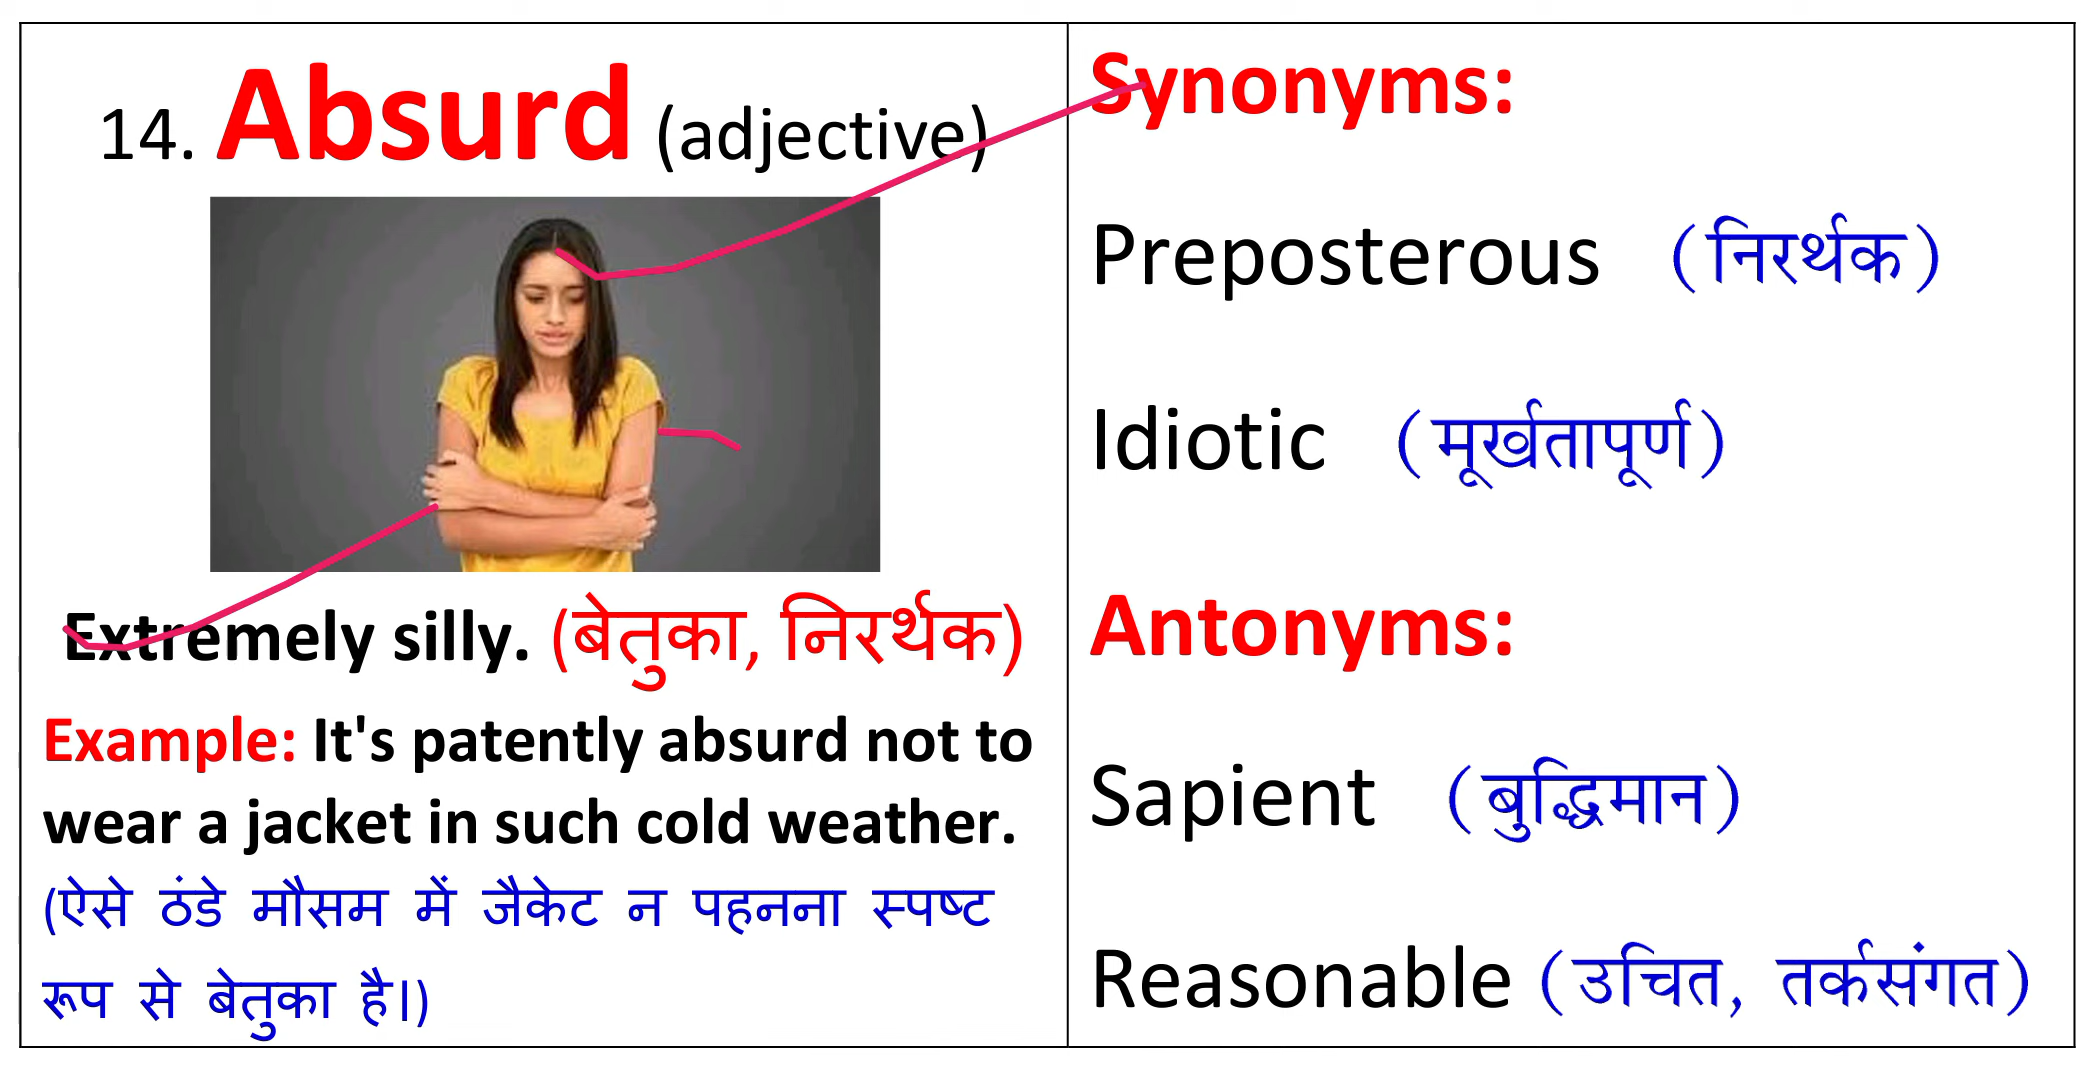 14. Absurd (adjective)
Extremely silly. (बेतुका, निरर्थक)
Example: It's patently absurd not to
wear a jacket in such cold weather.
(ऐसे ठंडे मौसम में जैकेट न पहनना स्पष्ट
रूप से बेतुका है।)
Synonyms:
Preposterous (निरर्थक)
Idiotic (मूर्खतापूर्ण)
Antonyms:
Sapient (बुद्धिमान)
Reasonable (उचित, तर्कसंगत)